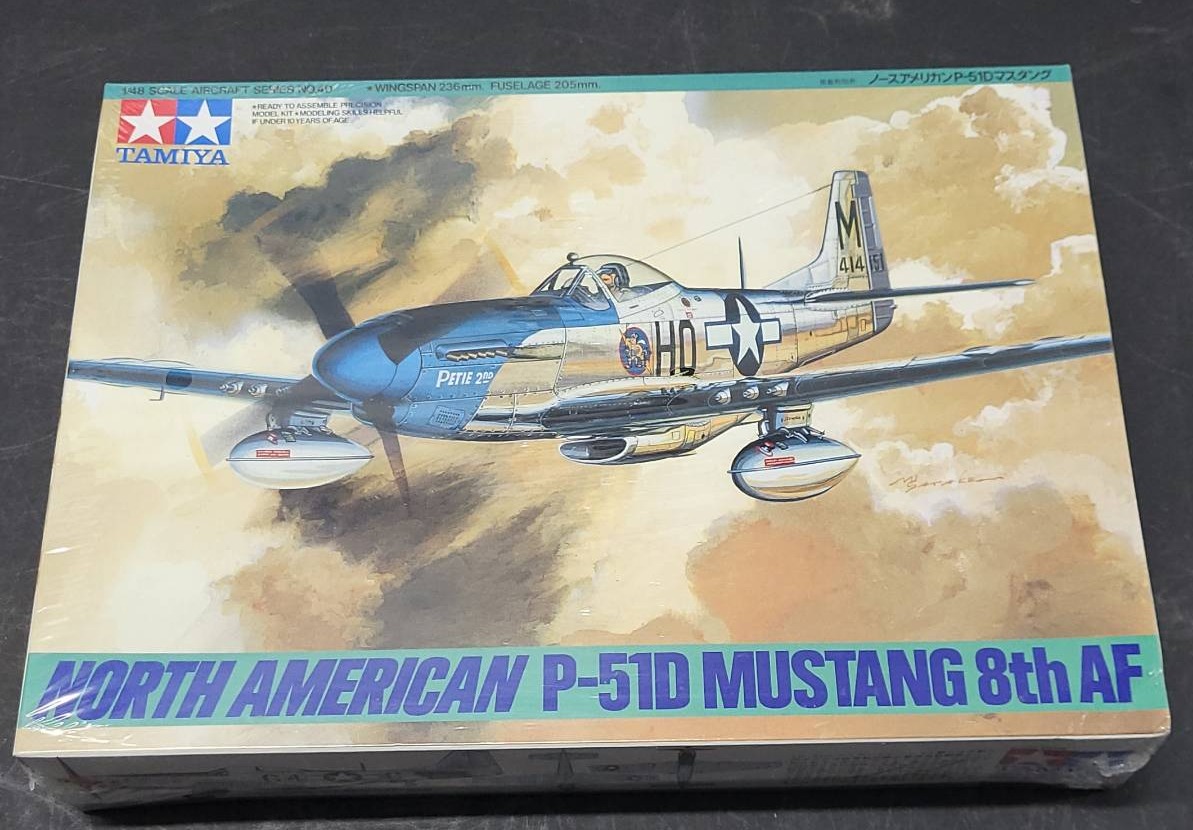 1/48 SCALE AIRCRAFT SERIES NO.40 ★WINGSPAN 236mm. FUSELAGE 205mm.
ノースアメリカンP-51Dマスタング
TAMIYA
★READY TO ASSEMBLE PRECISION
MODEL KIT ★MODELING SKILLS HELPFUL
IF UNDER 10 YEARS OF AGE
M
414 151
HO
PETIE 2ND
NORTH AMERICAN P-51D MUSTANG 8th AF